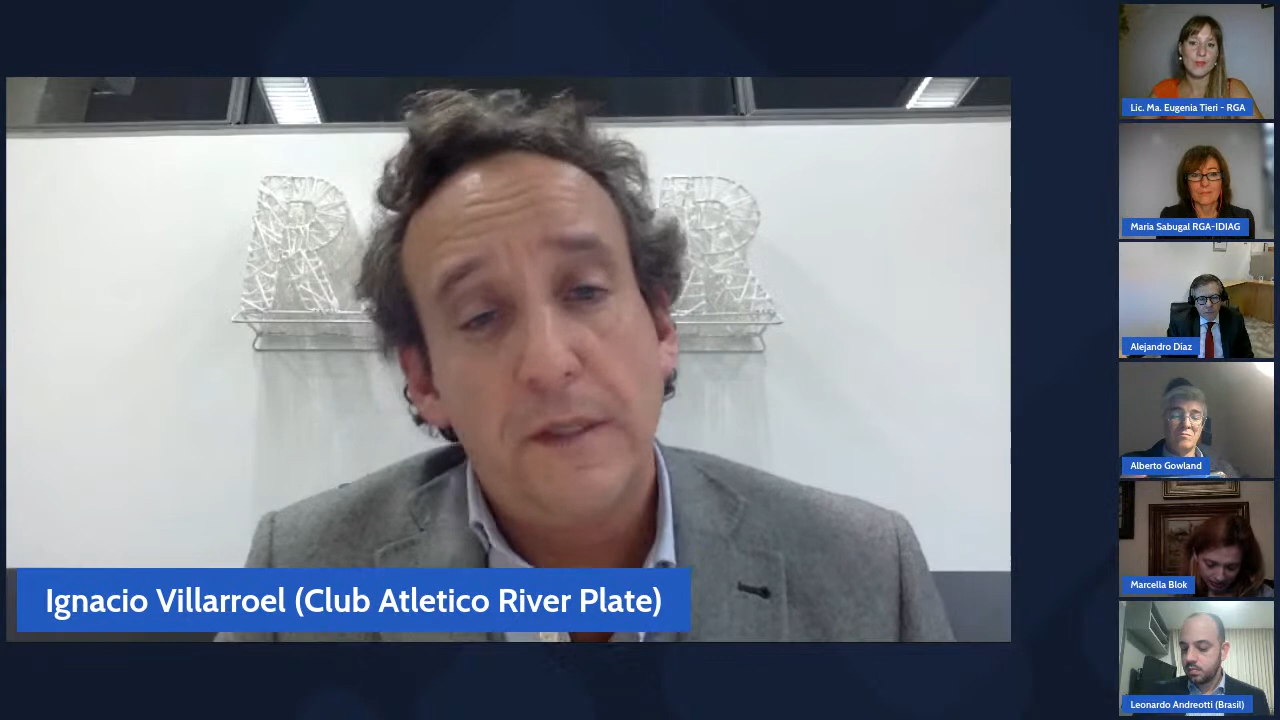 Ignacio Villarroel (Club Atletico River Plate)
Lic. Ma. Eugenia Tieri - RGA
Maria Sabugal RGA-IDIAG
Alejandro Díaz
Alberto Gowland
Marcella Blok
Leonardo Andreotti (Brasil)